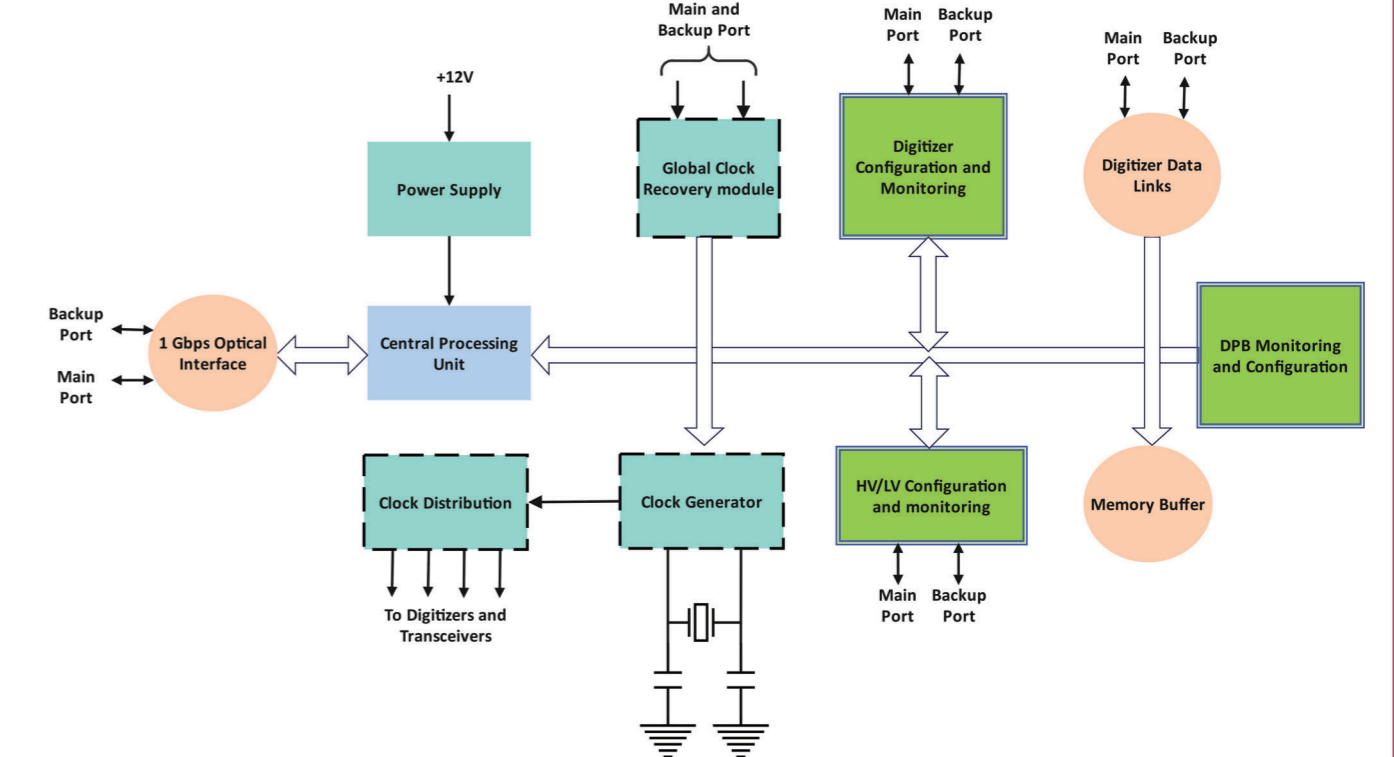 Main and
Backup Port
Main
Port
Backup
Port
Main
Port
Backup
Port
+12V
Power Supply
Global Clock
Recovery module
Digitizer
Configuration and
Monitoring
Digitizer Data
Links
Backup
Port
Main
Port
1 Gbps Optical
Interface
Central Processing
Unit
DPB Monitoring
and Configuration
Clock Distribution
Clock Generator
HV/LV Configuration
and monitoring
Memory Buffer
To Digitizers and
Transceivers
Main
Port
Backup
Port